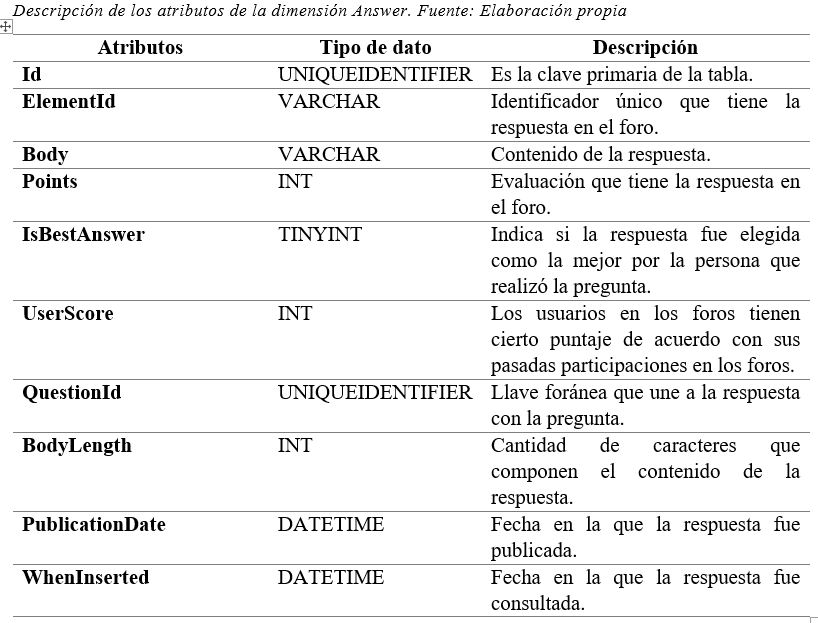 Descripción de los atributos de la dimensión Answer. Fuente: Elaboración propia
Atributos Tipo de dato Descripción
Id UNIQUEIDENTIFIER Es la clave primaria de la tabla.
ElementId VARCHAR Identificador único que tiene la
respuesta en el foro.
Body VARCHAR Contenido de la respuesta.
Points INT Evaluación que tiene la respuesta en
el foro.
IsBestAnswer TINYINT Indica si la respuesta fue elegida
como la mejor por la persona que
realizó la pregunta.
UserScore INT Los usuarios en los foros tienen
cierto puntaje de acuerdo con sus
pasadas participaciones en los foros.
QuestionId UNIQUEIDENTIFIER Llave foránea que une a la respuesta
con la pregunta.
BodyLength INT Cantidad de caracteres que
componen el contenido de la
respuesta.
PublicationDate DATETIME Fecha en la que la respuesta fue
publicada.
WhenInserted DATETIME Fecha en la que la respuesta fue
consultada.